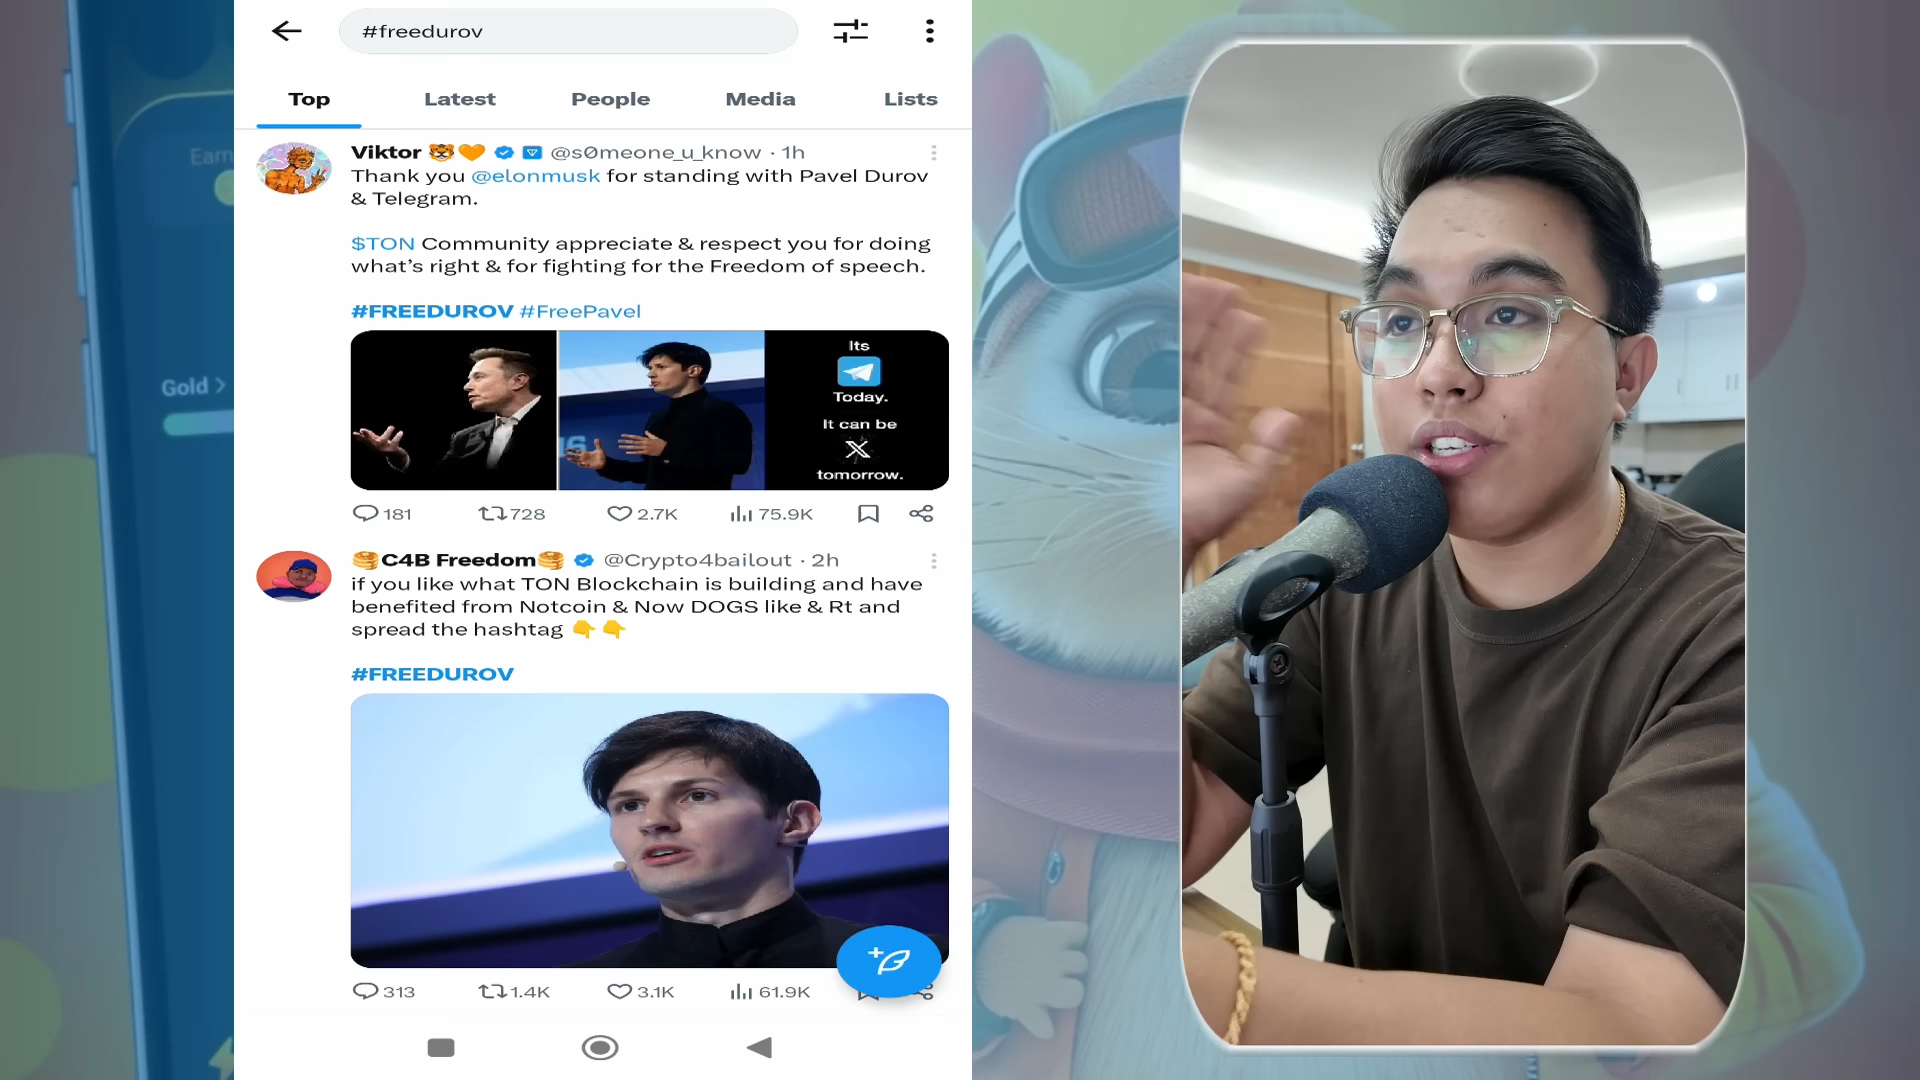 #freedurov
Top Latest People Media Lists
Viktor 🐯🧡 @s0meone_u_know · 1h
Thank you @elonmusk for standing with Pavel Durov
& Telegram.
$TON Community appreciate & respect you for doing
what's right & for fighting for the Freedom of speech.
#FREEDUROV #FreePavel
Its
Today.
It can be
X
tomorrow.
181 728 2.7K 75.9K
🥞C4B Freedom🥞 @Crypto4bailout · 2h
if you like what TON Blockchain is building and have
benefited from Notcoin & Now DOGS like & Rt and
spread the hashtag 👇👇
#FREEDUROV
313 1.4K 3.1K 61.9K
Earn
Gold >